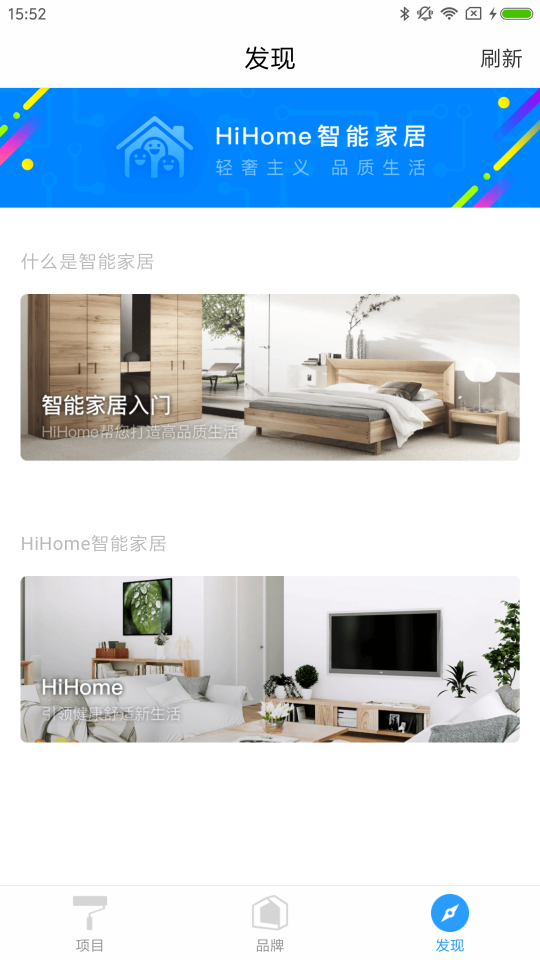 15:52
发现
刷新
HiHome智能家居
轻奢主义 品质生活
什么是智能家居
智能家居入门
HiHome帮您打造高品质生活
HiHome智能家居
HiHome
引领健康舒适新生活
项目
品牌
发现